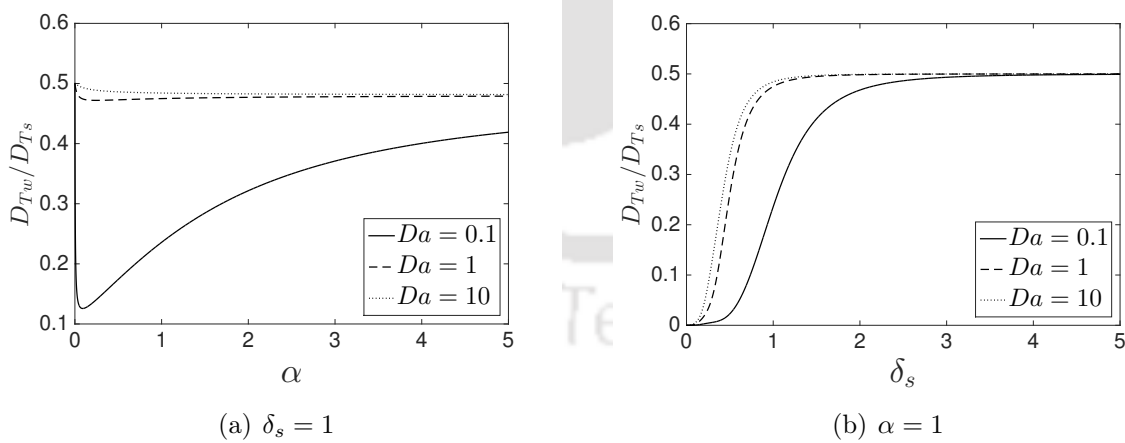 0.6
0.5
0.4
0.3
0.2
0.1
D_{Tw}/D_{Ts}
0 1 2 3 4 5
α
Da = 0.1
Da = 1
Da = 10
(a) δ_s = 1
0.6
0.5
0.4
0.3
0.2
0.1
0
D_{Tw}/D_{Ts}
0 1 2 3 4 5
δ_s
Da = 0.1
Da = 1
Da = 10
(b) α = 1
Te